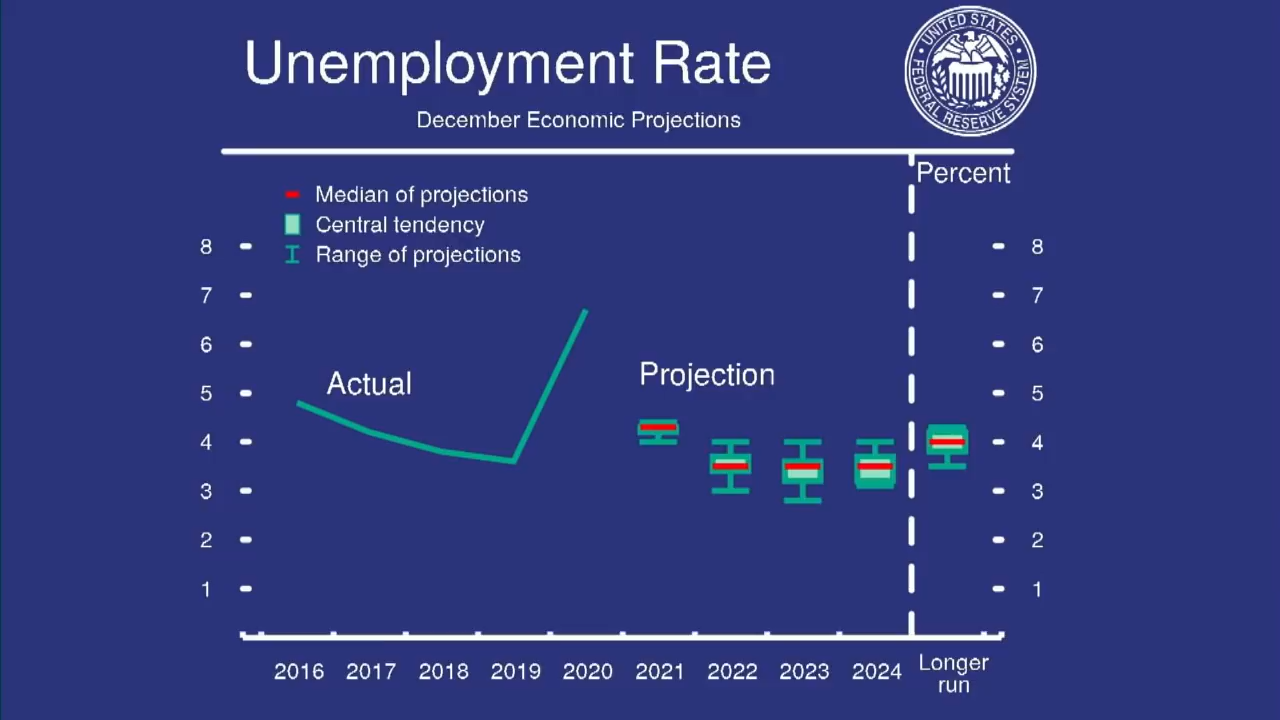 Unemployment Rate
December Economic Projections
UNITED STATES
FEDERAL RESERVE SYSTEM
Percent
Median of projections
Central tendency
Range of projections
8 8
7 7
6 6
Actual Projection
5 5
4 4
3 3
2 2
1 1
2016 2017 2018 2019 2020 2021 2022 2023 2024 Longer
run